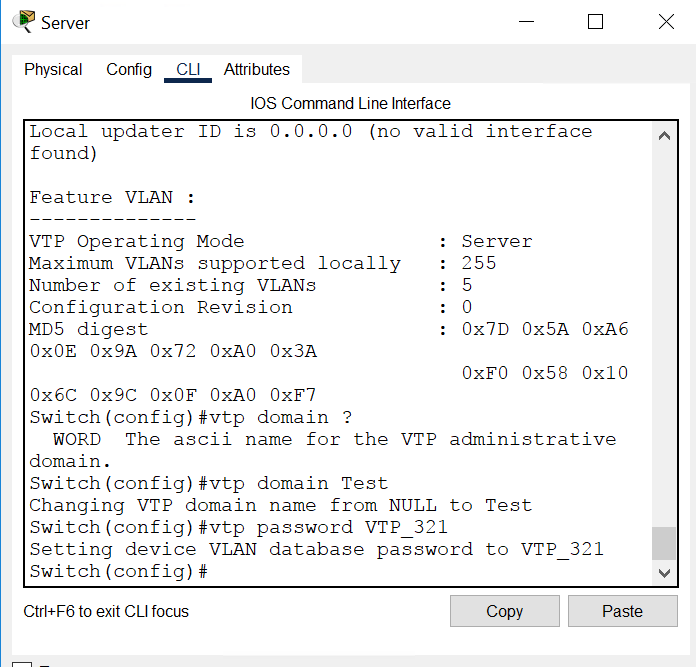 Server
Physical Config CLI Attributes
IOS Command Line Interface
Local updater ID is 0.0.0.0 (no valid interface
found)
Feature VLAN :
--------------
VTP Operating Mode : Server
Maximum VLANs supported locally : 255
Number of existing VLANs : 5
Configuration Revision : 0
MD5 digest : 0x7D 0x5A 0xA6
0x0E 0x9A 0x72 0xA0 0x3A
0xF0 0x58 0x10
0x6C 0x9C 0x0F 0xA0 0xF7
Switch(config)#vtp domain ?
WORD The ascii name for the VTP administrative
domain.
Switch(config)#vtp domain Test
Changing VTP domain name from NULL to Test
Switch(config)#vtp password VTP_321
Setting device VLAN database password to VTP_321
Switch(config)#
Ctrl+F6 to exit CLI focus
Copy Paste